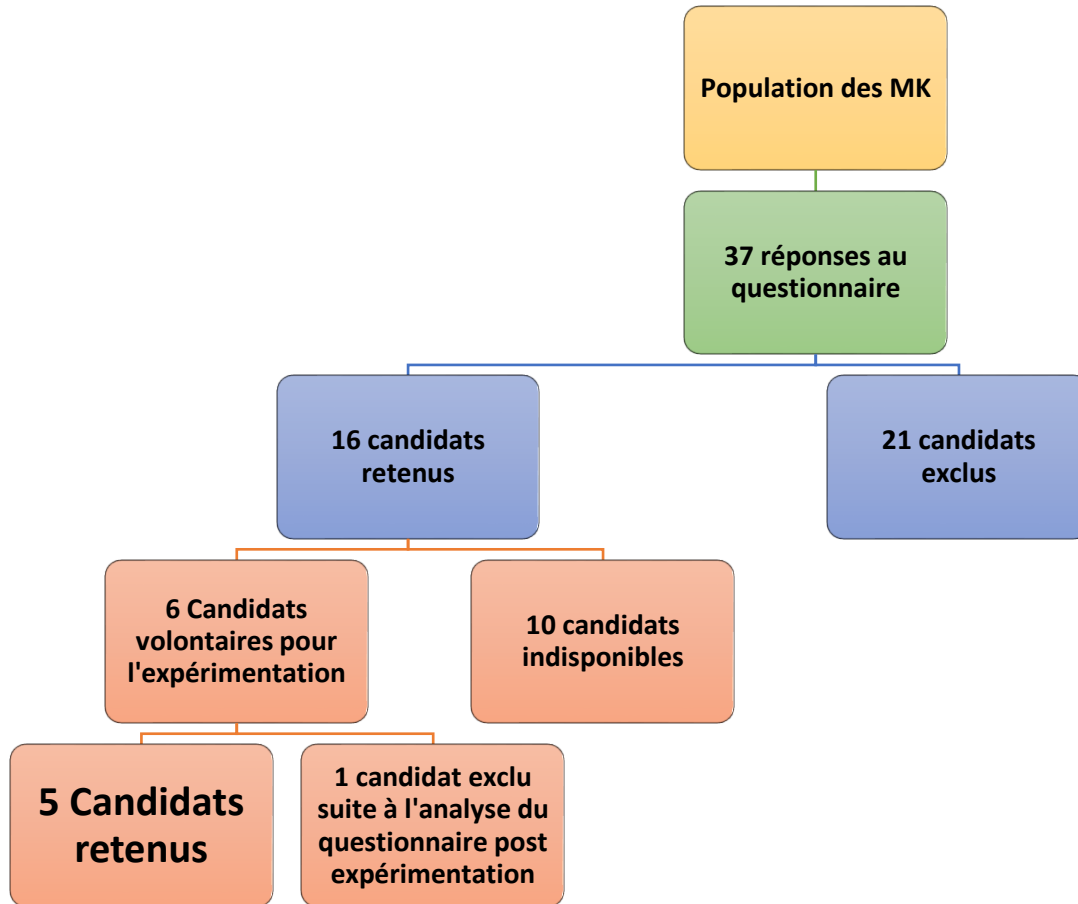 Population des MK
37 réponses au
questionnaire
16 candidats
retenus
21 candidats
exclus
6 Candidats
volontaires pour
l'expérimentation
10 candidats
indisponibles
5 Candidats
retenus
1 candidat exclu
suite à l'analyse du
questionnaire post
expérimentation